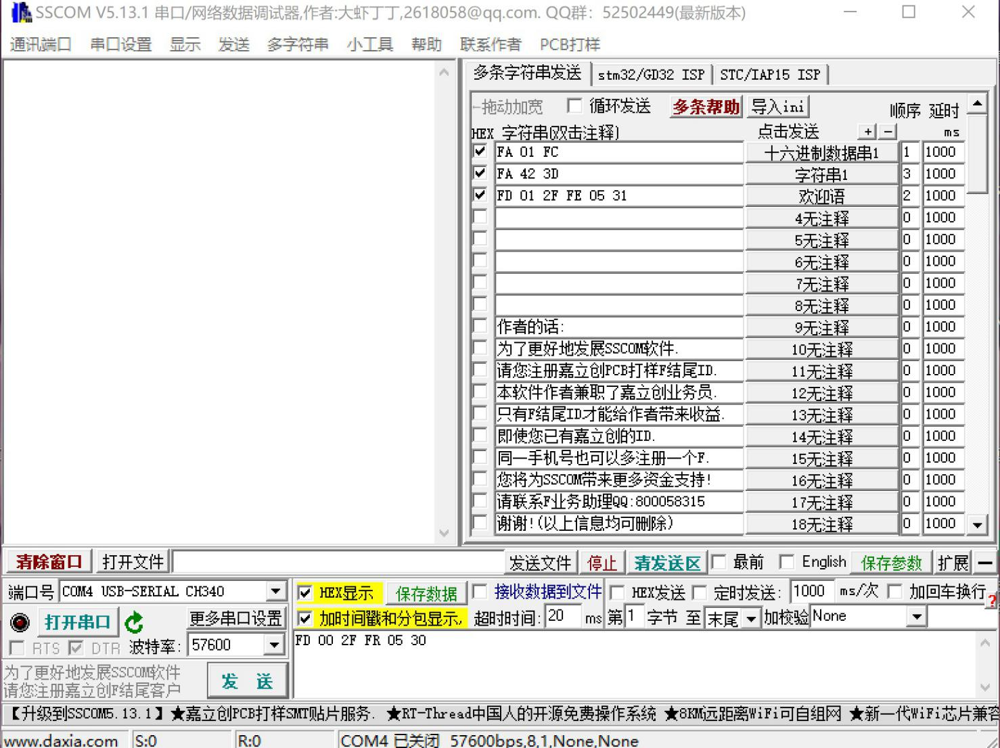 SSCOM V5.13.1 串口/网络数据调试器,作者:大虾丁丁,2618058@qq.com. QQ群: 52502449(最新版本)
通讯端口 串口设置 显示 发送 多字符串 小工具 帮助 联系作者 PCB打样
多条字符串发送 stm32/GD32 ISP STC/IAP15 ISP
←拖动加宽 循环发送 多条帮助 导入ini 顺序 延时
HEX 字符串(双击注释) 点击发送 + - ms
FA 01 FC 十六进制数据串1 1 1000
FA 42 3D 字符串1 3 1000
FD 01 2F FE 05 31 欢迎语 2 1000
4无注释 0 1000
5无注释 0 1000
6无注释 0 1000
7无注释 0 1000
8无注释 0 1000
作者的话: 9无注释 0 1000
为了更好地发展SSCOM软件. 10无注释 0 1000
请您注册嘉立创PCB打样F结尾ID. 11无注释 0 1000
本软件作者兼职了嘉立创业务员. 12无注释 0 1000
只有F结尾ID才能给作者带来收益. 13无注释 0 1000
即使您已有嘉立创的ID. 14无注释 0 1000
同一手机号也可以多注册一个F. 15无注释 0 1000
您将为SSCOM带来更多资金支持! 16无注释 0 1000
请联系F业务助理QQ:800058315 17无注释 0 1000
谢谢!(以上信息均可删除) 18无注释 0 1000
清除窗口 打开文件 发送文件 停止 清发送区 最前 English 保存参数 扩展 —
端口号 COM4 USB-SERIAL CH340 HEX显示 保存数据 接收数据到文件 HEX发送 定时发送: 1000 ms/次 加回车换行 ?
打开串口 更多串口设置 加时间戳和分包显示, 超时时间: 20 ms 第 1 字节 至 末尾 加校验 None
RTS DTR 波特率: 57600
FD 00 2F FR 05 30
为了更好地发展SSCOM软件
请您注册嘉立创F结尾客户
发 送
【升级到SSCOM5.13.1】★嘉立创PCB打样SMT贴片服务. ★RT-Thread中国人的开源免费操作系统 ★8KM远距离WiFi可自组网 ★新一代WiFi芯片兼容
www.daxia.com S:0 R:0 COM4 已关闭 57600bps,8,1,None,None